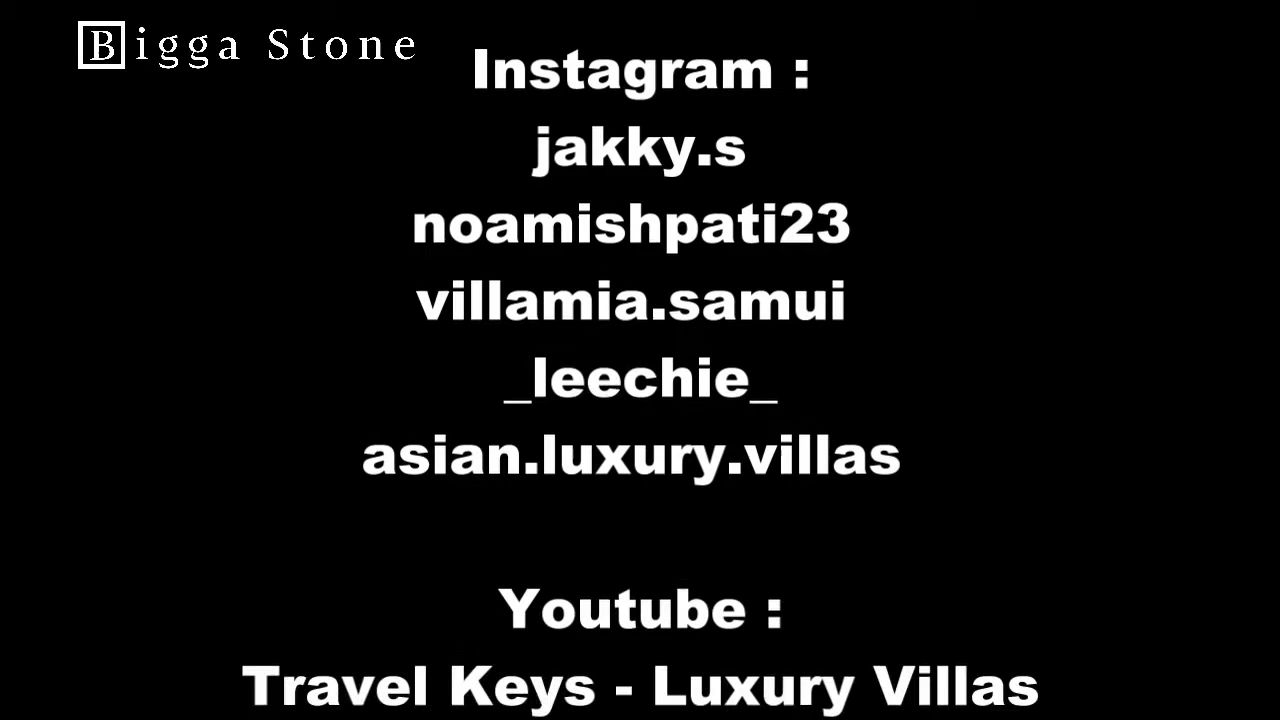 Bigga Stone
Instagram :
jakky.s
noamishpati23
villamia.samui
_leechie_
asian.luxury.villas
Youtube :
Travel Keys - Luxury Villas